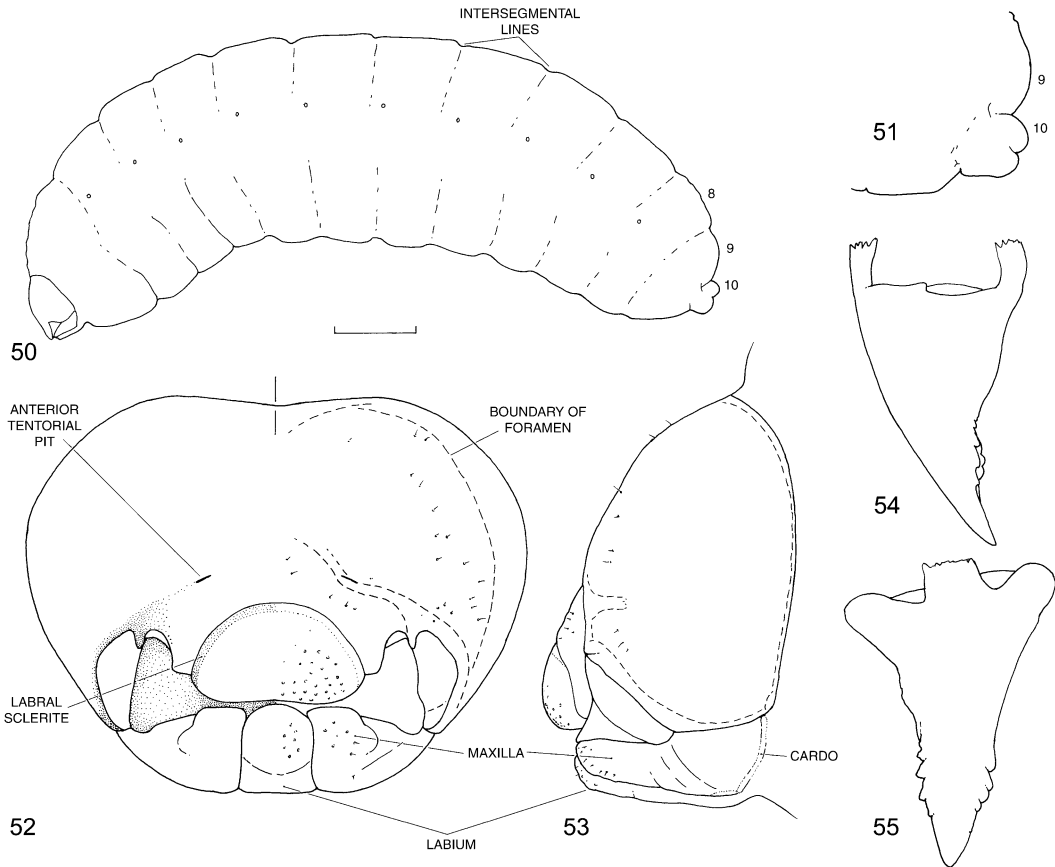 INTERSEGMENTAL
LINES
50
8
9
10
51
9
10
ANTERIOR
TENTORIAL
PIT
BOUNDARY OF
FORAMEN
LABRAL
SCLERITE
MAXILLA
CARDO
LABIUM
52
53
54
55